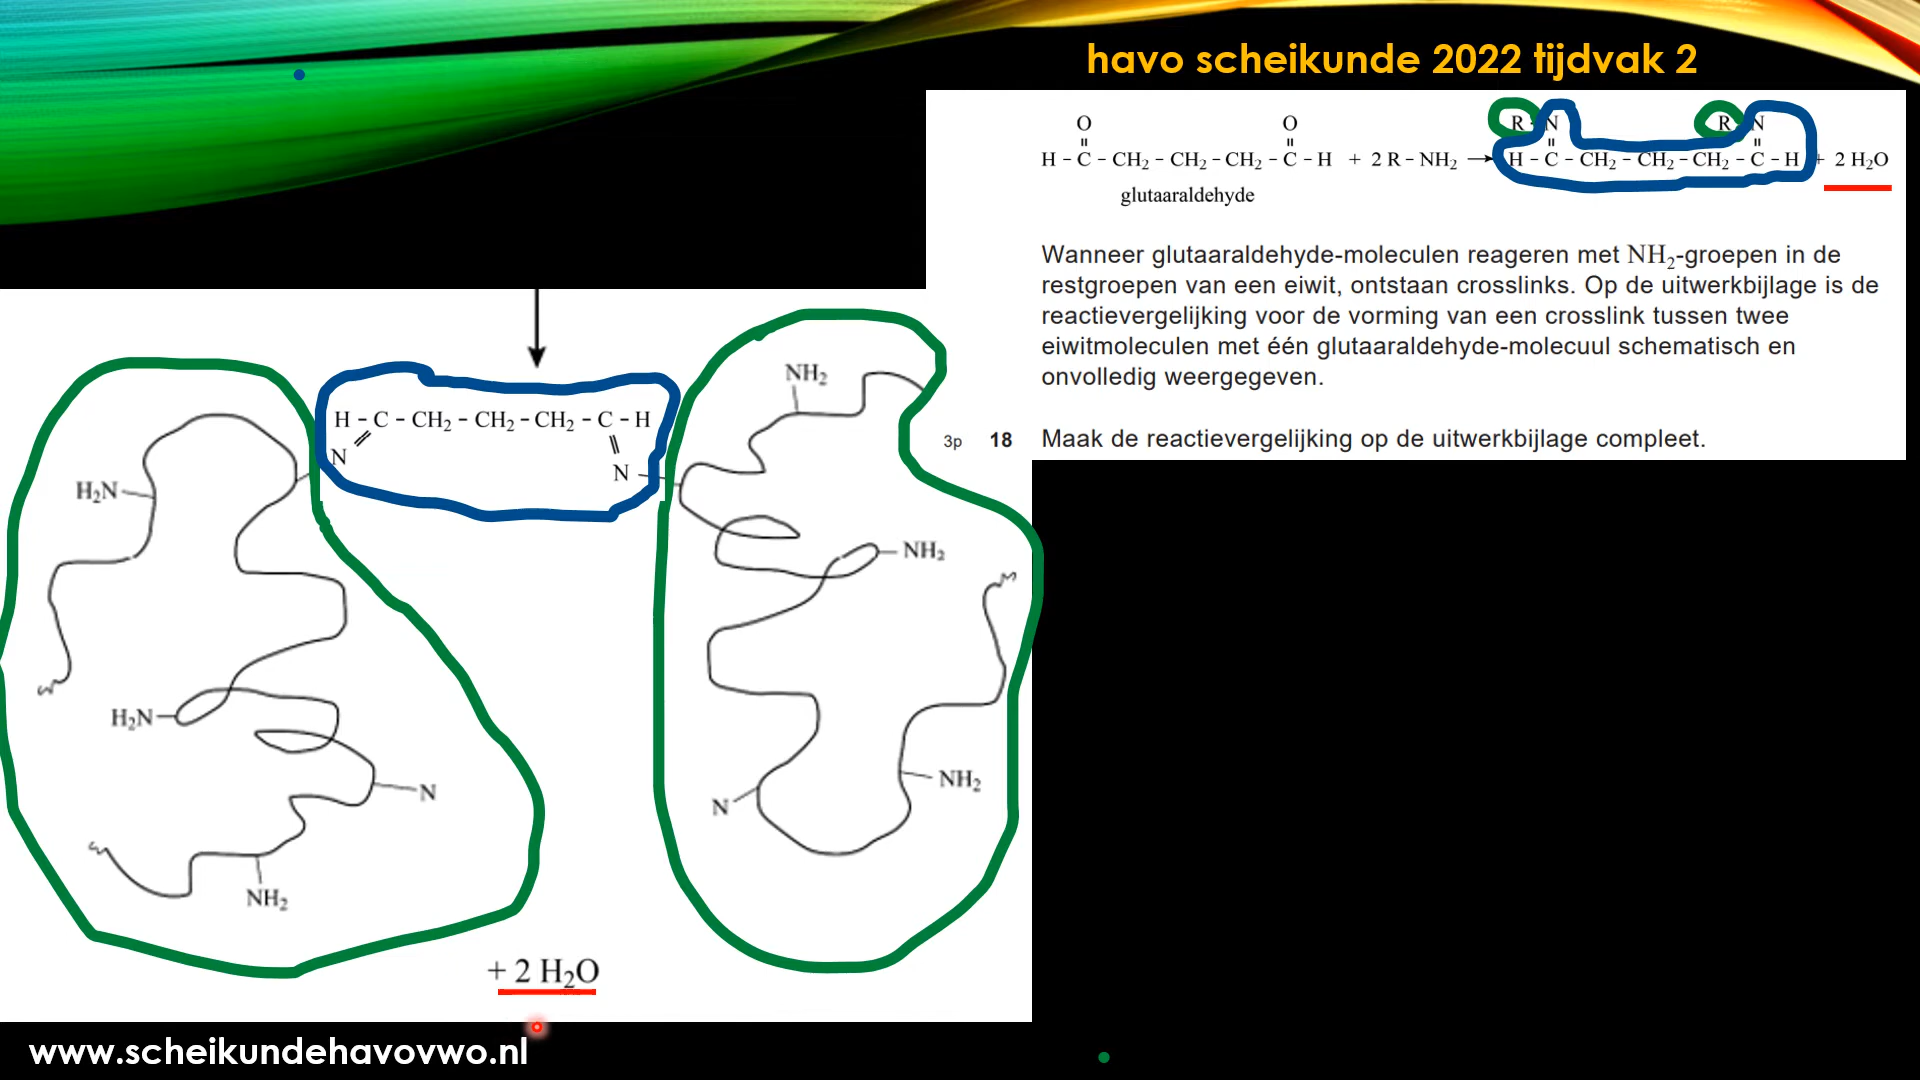 havo scheikunde 2022 tijdvak 2
O O R - N R - N
H - C - CH₂ - CH₂ - CH₂ - C - H + 2 R - NH₂ → H - C - CH₂ - CH₂ - CH₂ - C - H + 2 H₂O
glutaaraldehyde
Wanneer glutaaraldehyde-moleculen reageren met NH₂-groepen in de
restgroepen van een eiwit, ontstaan crosslinks. Op de uitwerkbijlage is de
reactievergelijking voor de vorming van een crosslink tussen twee
eiwitmoleculen met één glutaaraldehyde-molecuul schematisch en
onvolledig weergegeven.
3p 18 Maak de reactievergelijking op de uitwerkbijlage compleet.
NH₂
H - C - CH₂ - CH₂ - CH₂ - C - H
N
N
H₂N
NH₂
H₂N
N
NH₂
N
NH₂
+ 2 H₂O
www.scheikundehavovwo.nl